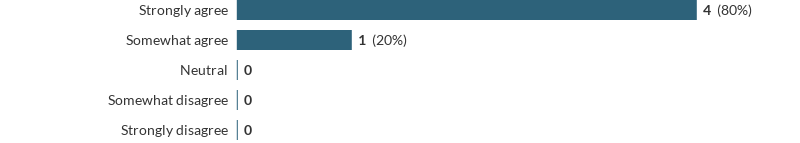 Strongly agree 4 (80%)
Somewhat agree 1 (20%)
Neutral 0
Somewhat disagree 0
Strongly disagree 0